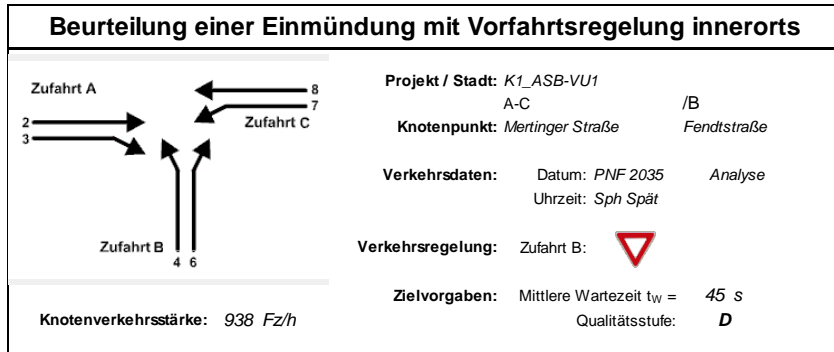 Beurteilung einer Einmündung mit Vorfahrtsregelung innerorts
Zufahrt A
8
7
Zufahrt C
2
3
Zufahrt B
4 6
Knotenverkehrsstärke: 938 Fz/h
Projekt / Stadt: K1_ASB-VU1
A-C /B
Knotenpunkt: Mertinger Straße Fendtstraße
Verkehrsdaten: Datum: PNF 2035 Analyse
Uhrzeit: Sph Spät
Verkehrsregelung: Zufahrt B:
Zielvorgaben: Mittlere Wartezeit tW = 45 s
Qualitätsstufe: D